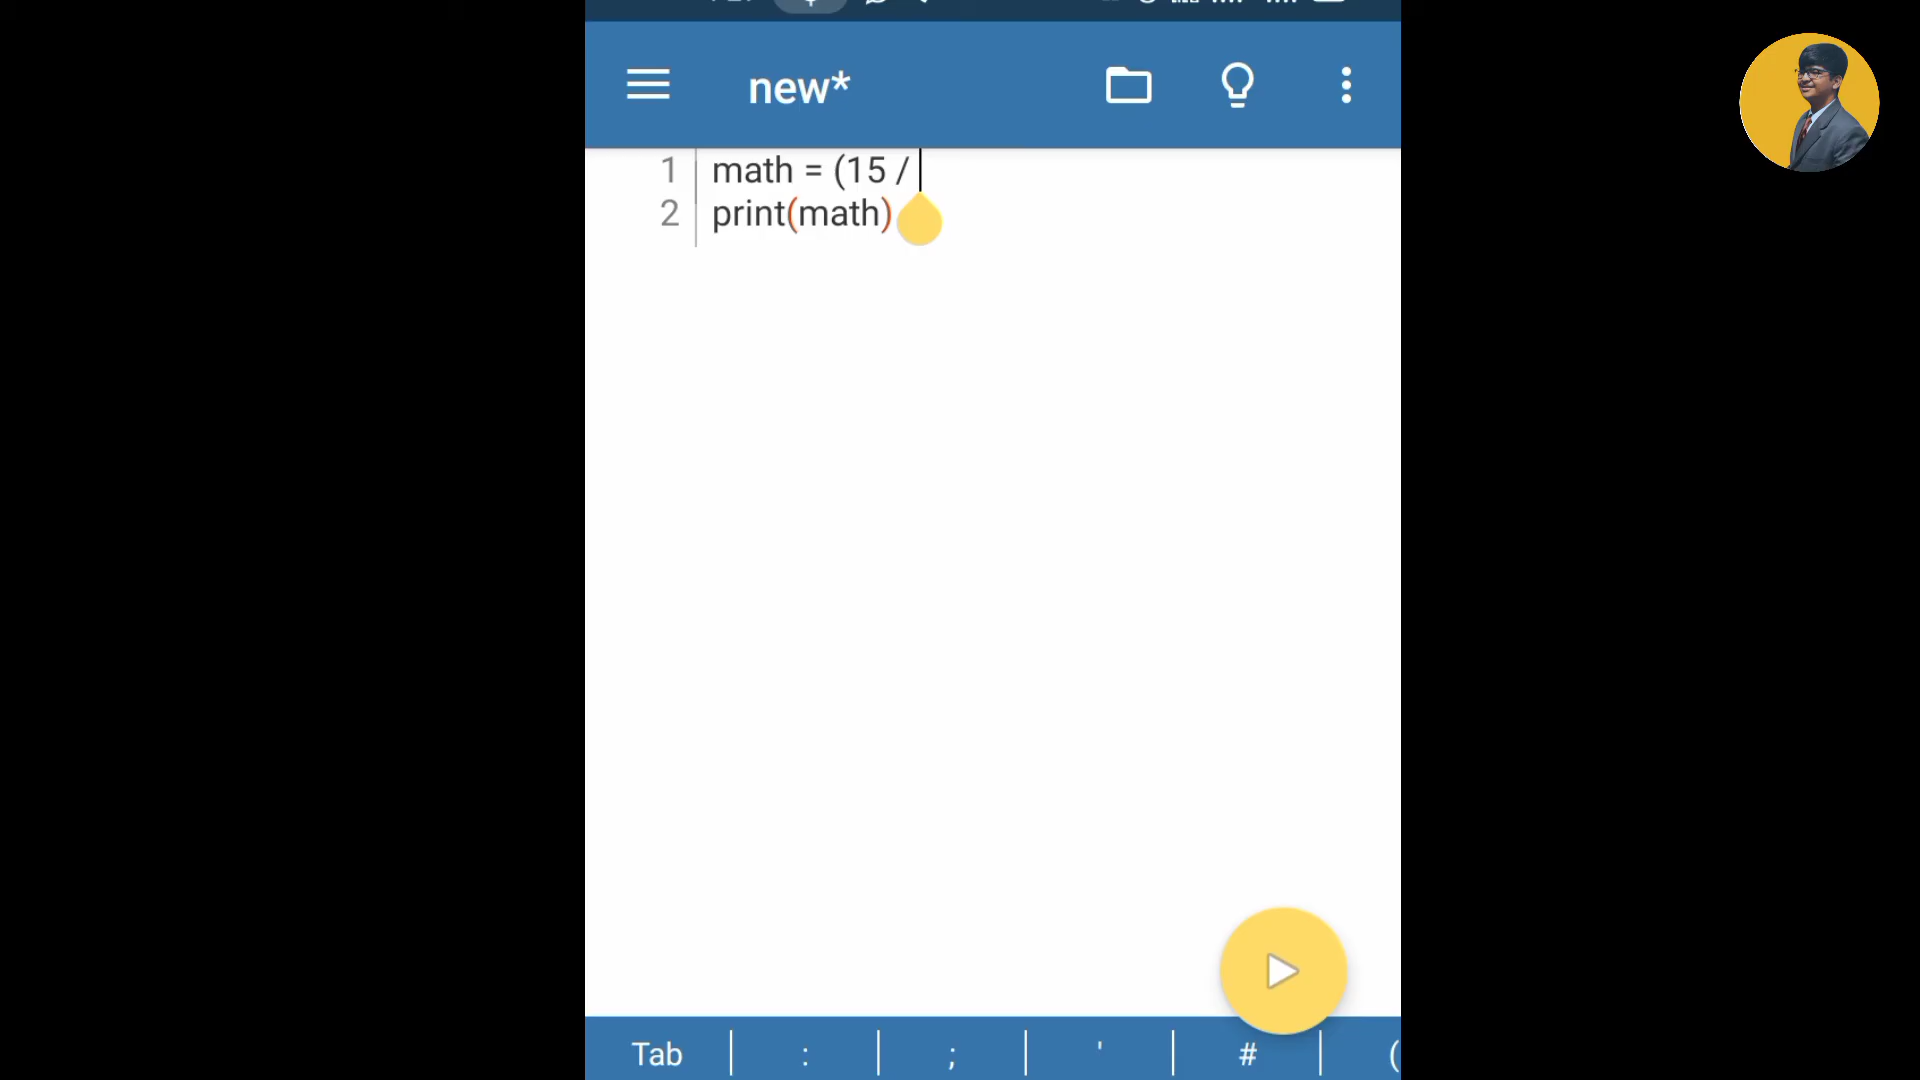 new*
1 math = (15 /
2 print(math)
Tab : ; ' # (